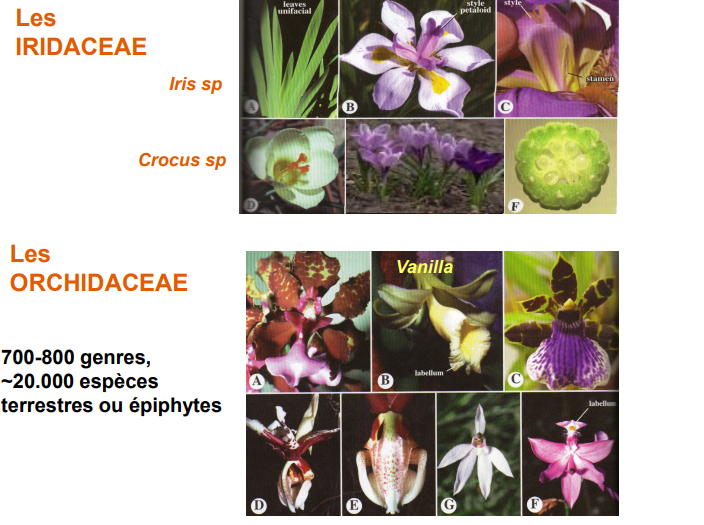 Les
IRIDACEAE
Iris sp
Crocus sp
leaves
unifacial
A
style
petaloid
B
style
stamen
C
D
F
Les
ORCHIDACEAE
700-800 genres,
~20.000 espèces
terrestres ou épiphytes
A
Vanilla
labellum
B
C
D
E
G
labellum
F